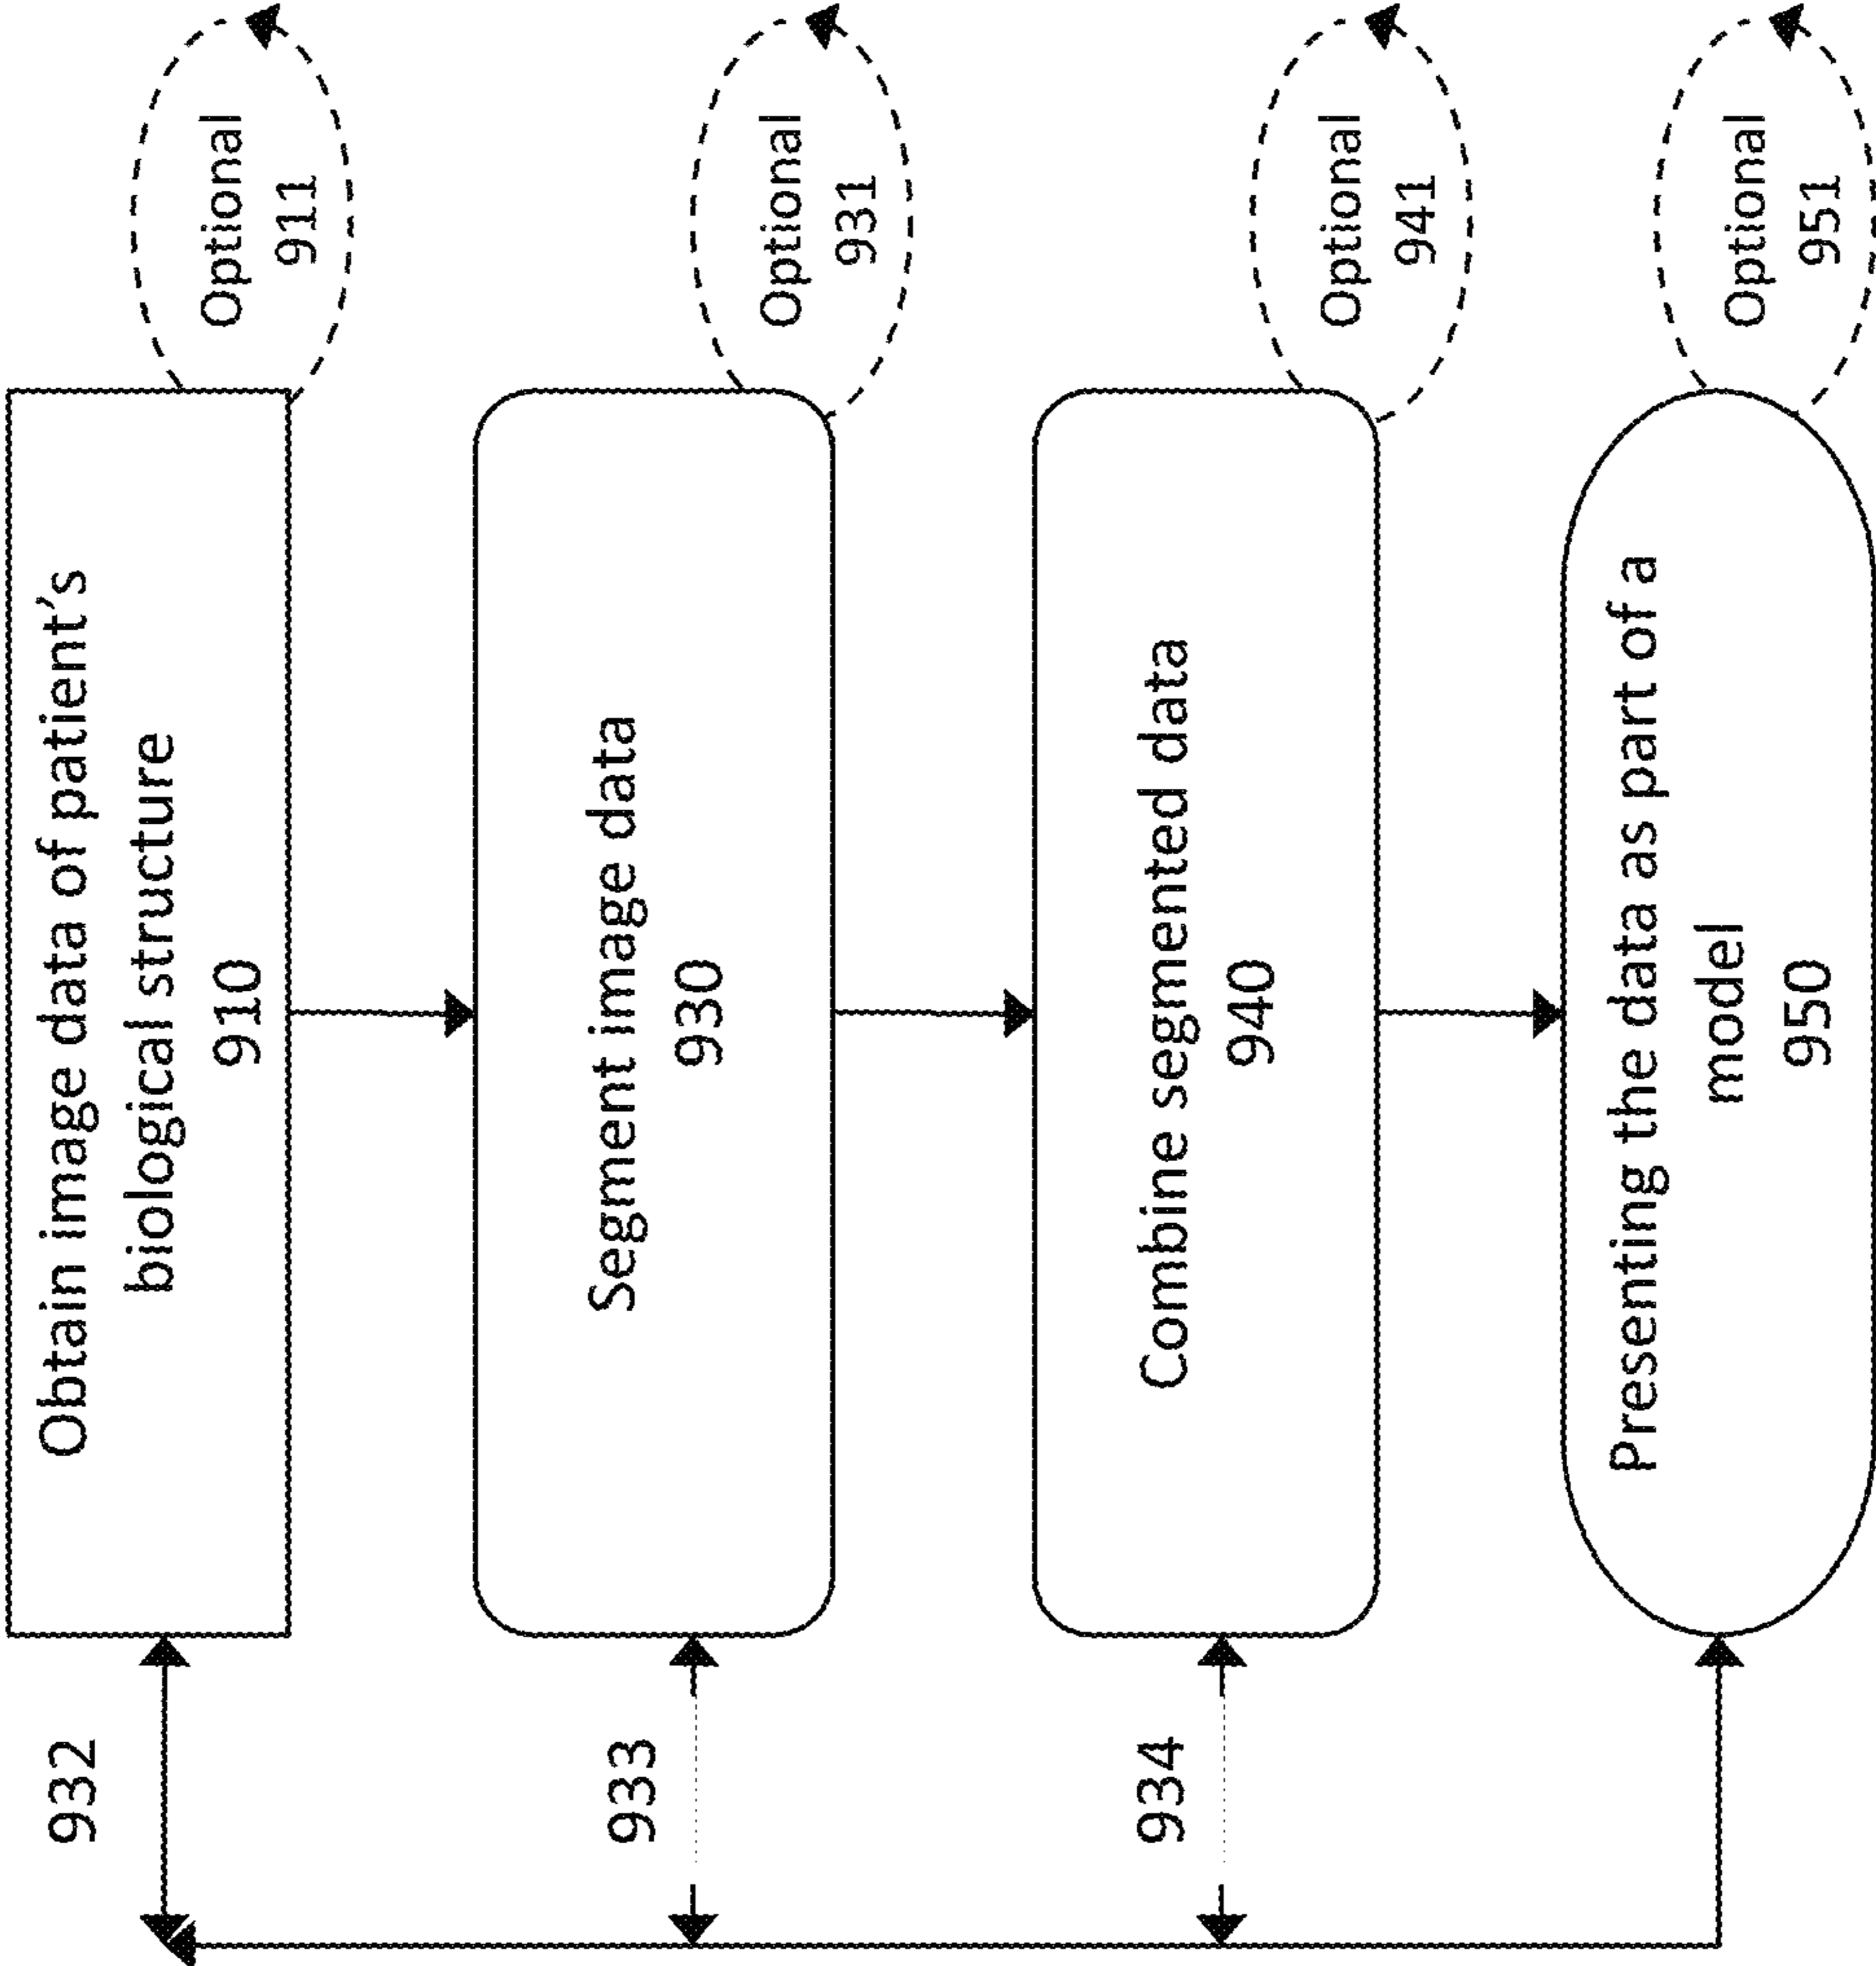 Obtain image data of patient's
biological structure
910
Optional
911
932
Segment image data
930
Optional
931
933
Combine segmented data
940
Optional
941
934
Presenting the data as part of a
model
950
Optional
951